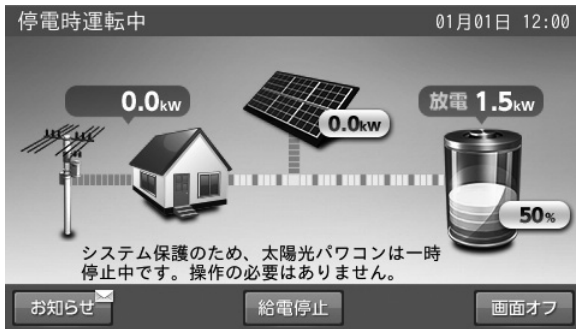 停電時運転中
01月01日 12:00
0.0kW
0.0kW
放電 1.5kW
50%
システム保護のため、太陽光パワコンは一時
停止中です。操作の必要はありません。
お知らせ
給電停止
画面オフ